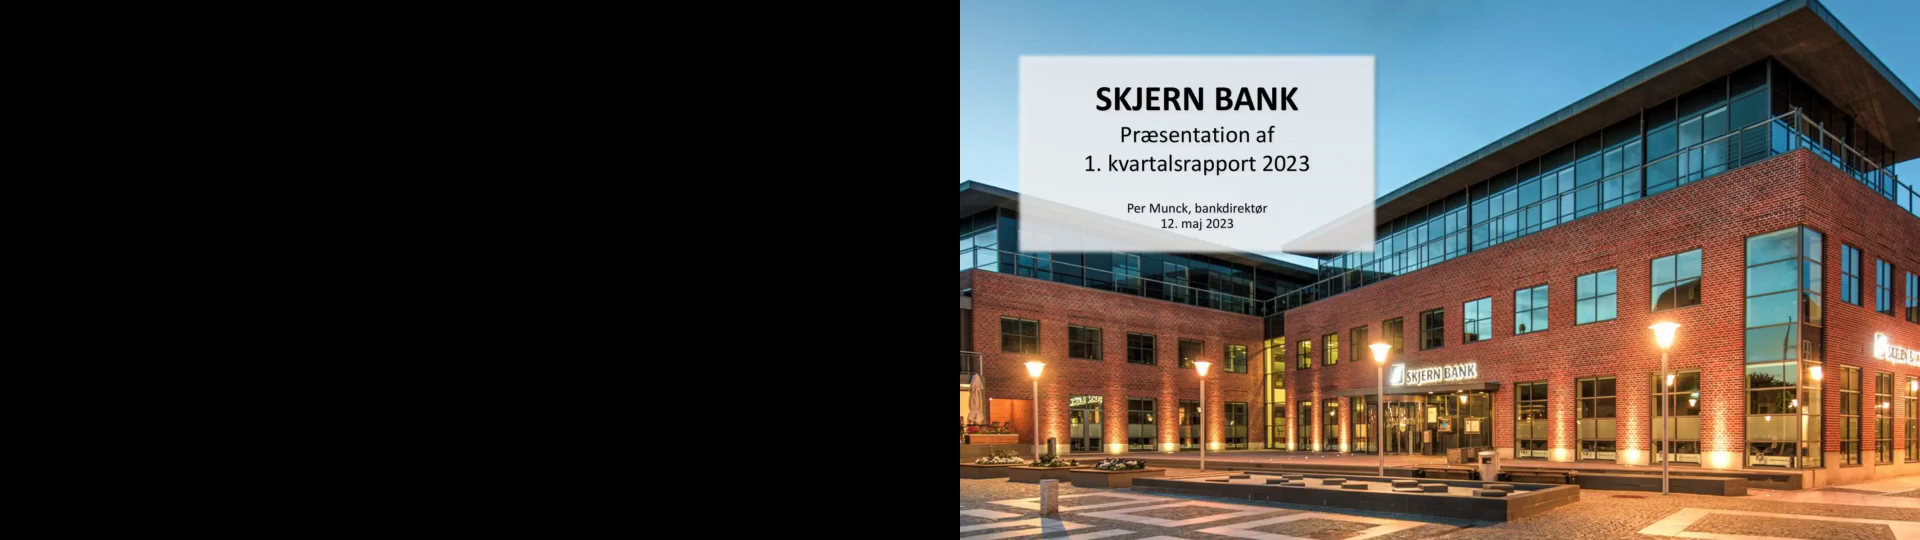 SKJERN BANK
Præsentation af
1. kvartalsrapport 2023
Per Munck, bankdirektør
12. maj 2023
SKJERN BANK